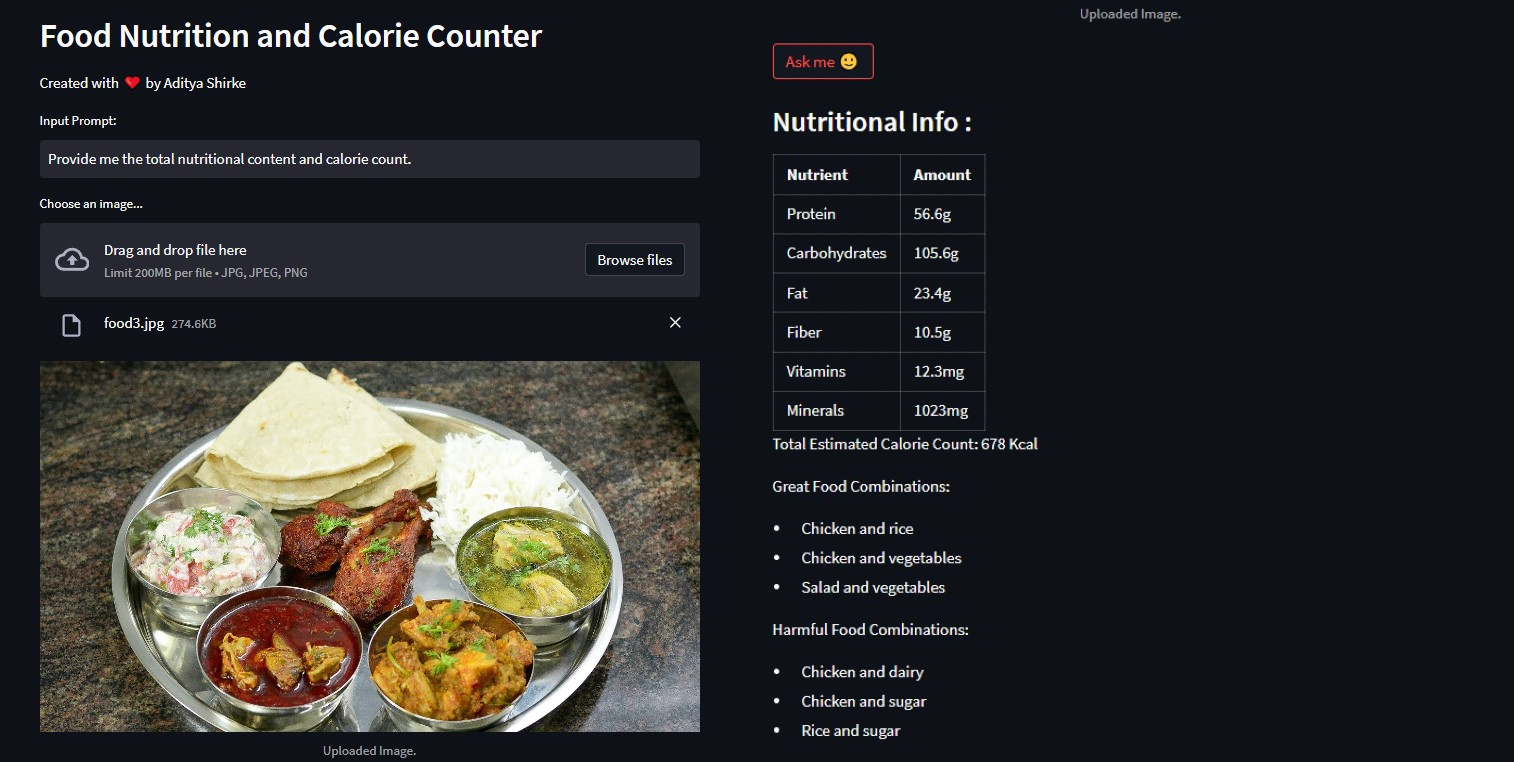 Food Nutrition and Calorie Counter
Created with ❤ by Aditya Shirke
Input Prompt:
Provide me the total nutritional content and calorie count.
Choose an image...
Drag and drop file here
Limit 200MB per file • JPG, JPEG, PNG
Browse files
food3.jpg 274.6KB
Uploaded Image.
Uploaded Image.
Ask me 🙂
Nutritional Info :
Nutrient Amount
Protein 56.6g
Carbohydrates 105.6g
Fat 23.4g
Fiber 10.5g
Vitamins 12.3mg
Minerals 1023mg
Total Estimated Calorie Count: 678 Kcal
Great Food Combinations:
• Chicken and rice
• Chicken and vegetables
• Salad and vegetables
Harmful Food Combinations:
• Chicken and dairy
• Chicken and sugar
• Rice and sugar